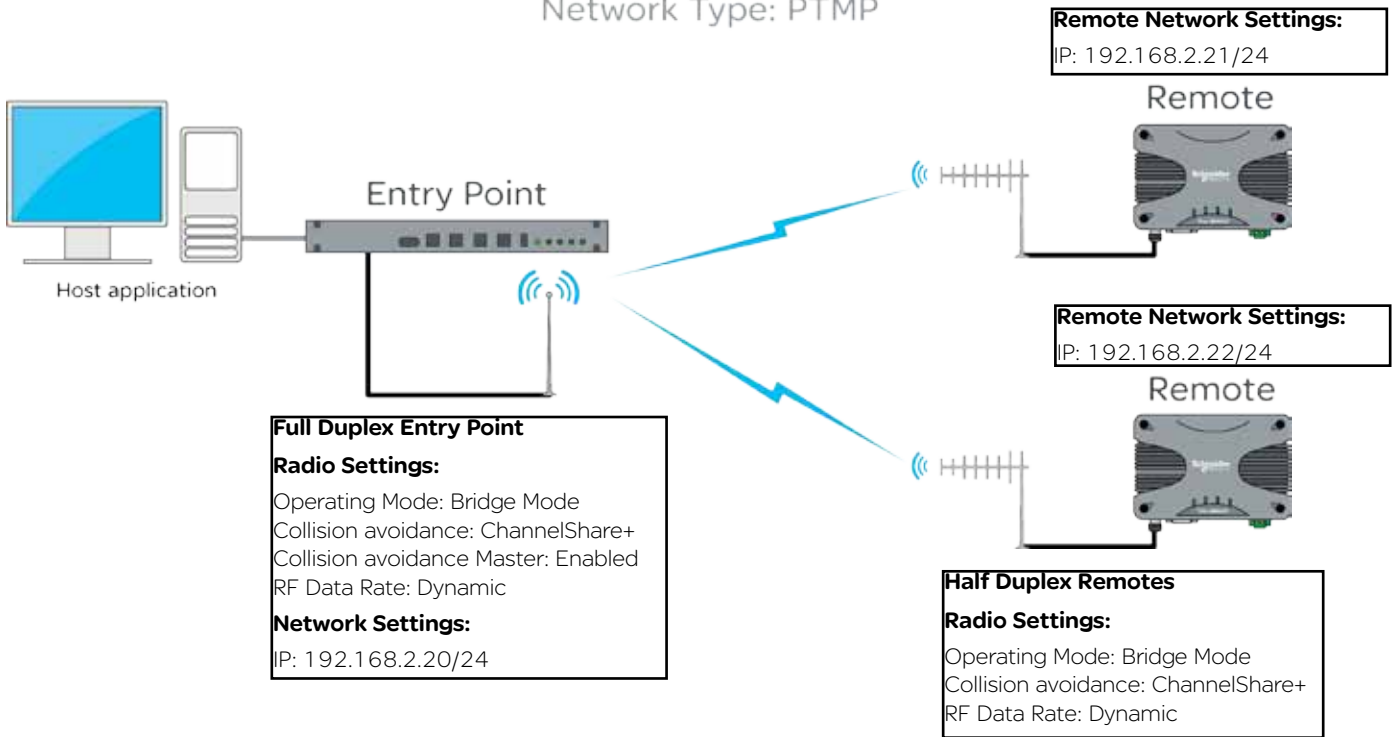 Network Type: PTMP
Remote Network Settings:
IP: 192.168.2.21/24
Remote
Entry Point
Host application
Remote Network Settings:
IP: 192.168.2.22/24
Remote
Full Duplex Entry Point
Radio Settings:
Operating Mode: Bridge Mode
Collision avoidance: ChannelShare+
Collision avoidance Master: Enabled
RF Data Rate: Dynamic
Network Settings:
IP: 192.168.2.20/24
Half Duplex Remotes
Radio Settings:
Operating Mode: Bridge Mode
Collision avoidance: ChannelShare+
RF Data Rate: Dynamic